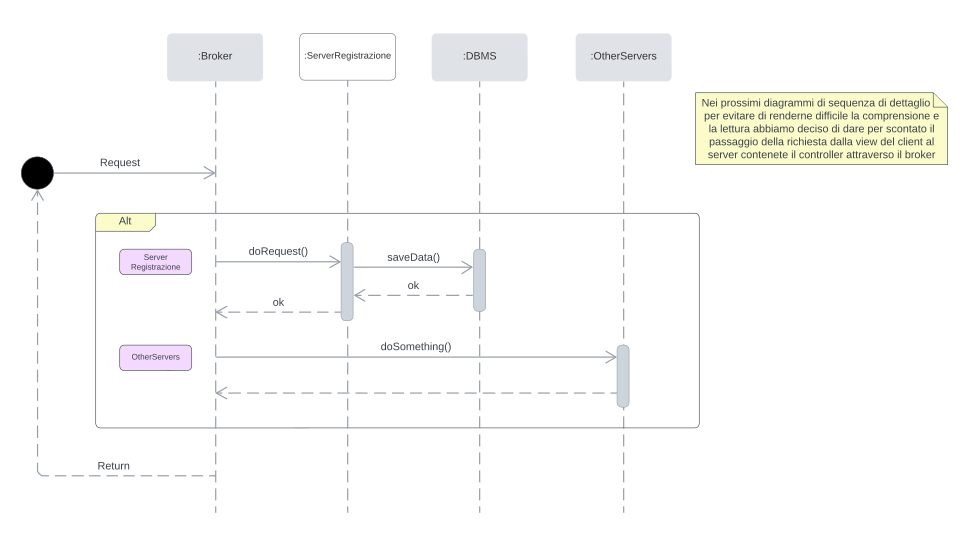 :Broker
:ServerRegistrazione
:DBMS
:OtherServers
Nei prossimi diagrammi di sequenza di dettaglio
per evitare di renderne difficile la comprensione e
la lettura abbiamo deciso di dare per scontato il
passaggio della richiesta dalla view del client al
server contenete il controller attraverso il broker
Request
Alt
Server
Registrazione
doRequest()
saveData()
ok
ok
OtherServers
doSomething()
Return